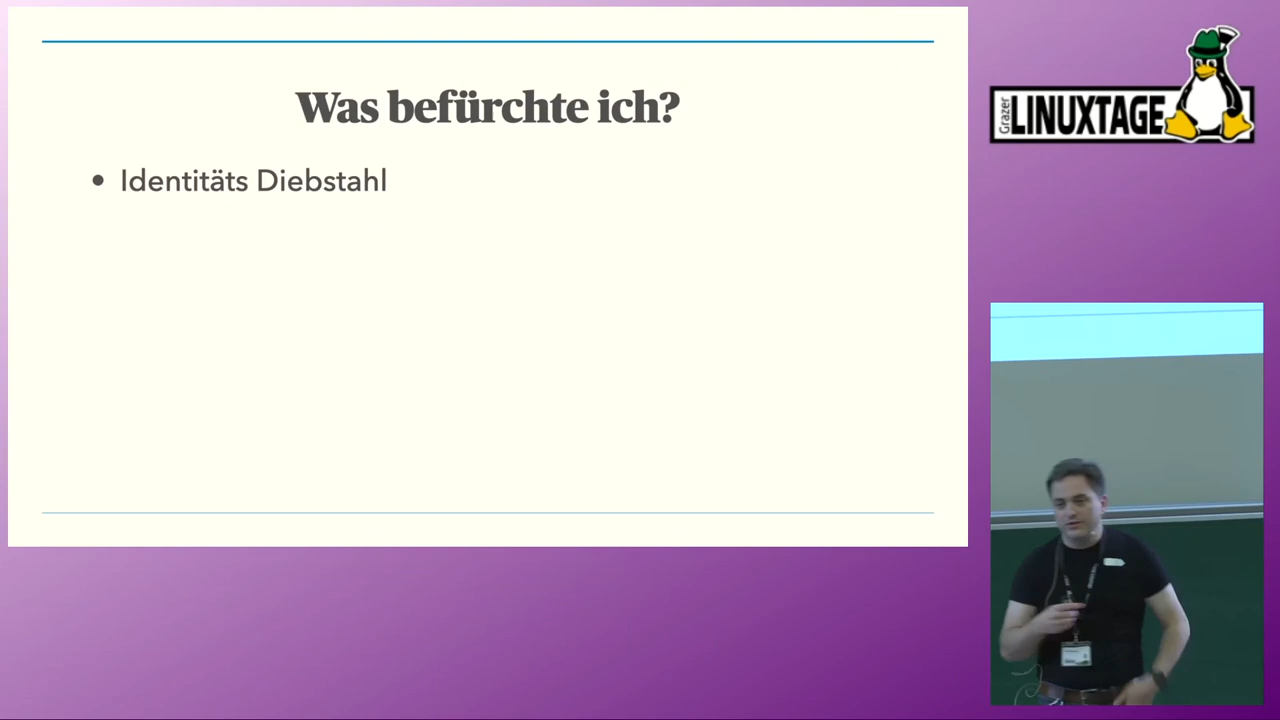 Was befürchte ich?
• Identitäts Diebstahl
Grazer
LINUXTAGE